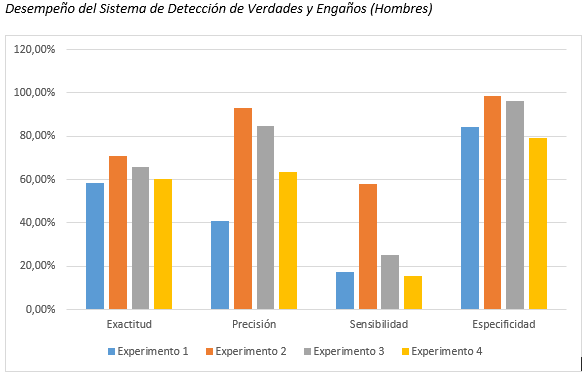 Desempeño del Sistema de Detección de Verdades y Engaños (Hombres)
120,00%
100,00%
80,00%
60,00%
40,00%
20,00%
0,00%
Exactitud Precisión Sensibilidad Especificidad
Experimento 1 Experimento 2 Experimento 3 Experimento 4